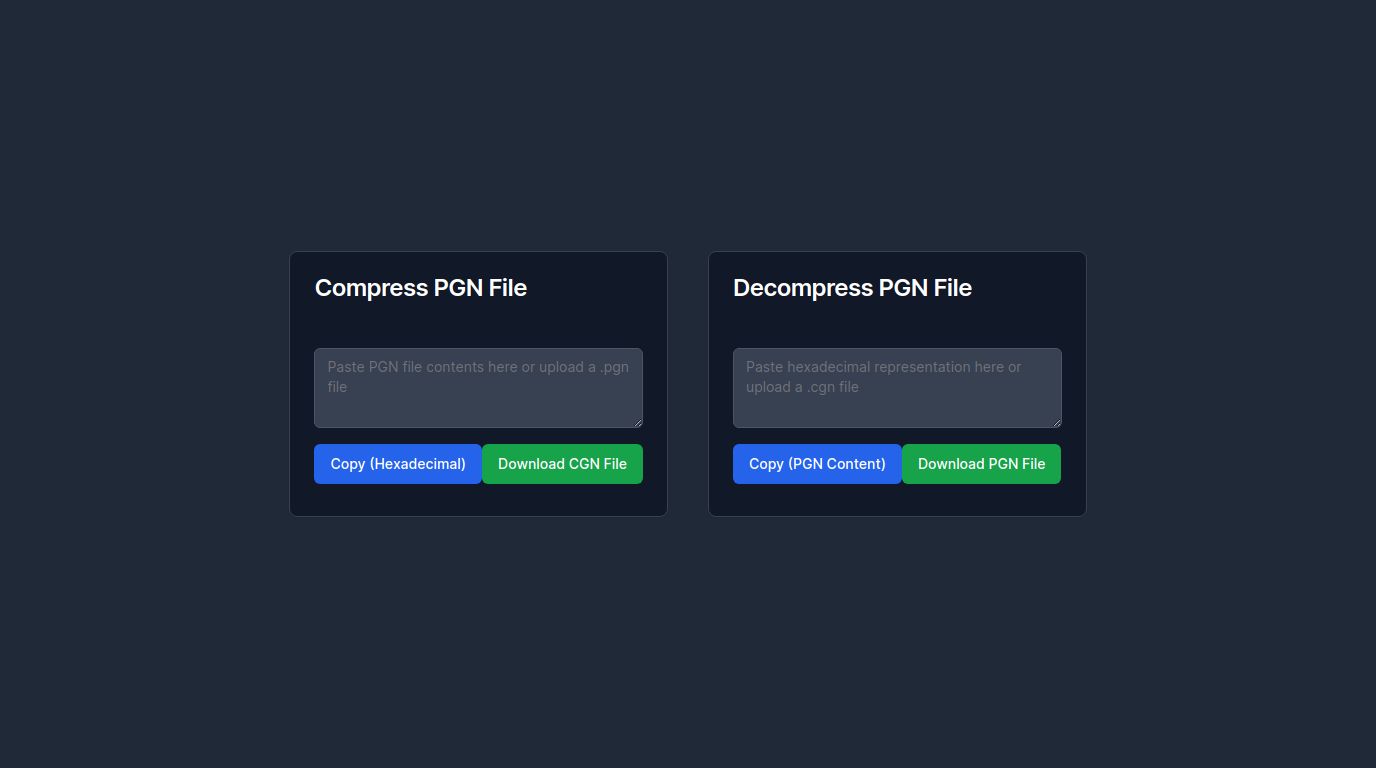 Compress PGN File
Paste PGN file contents here or upload a .pgn
file
Copy (Hexadecimal)
Download CGN File
Decompress PGN File
Paste hexadecimal representation here or
upload a .cgn file
Copy (PGN Content)
Download PGN File